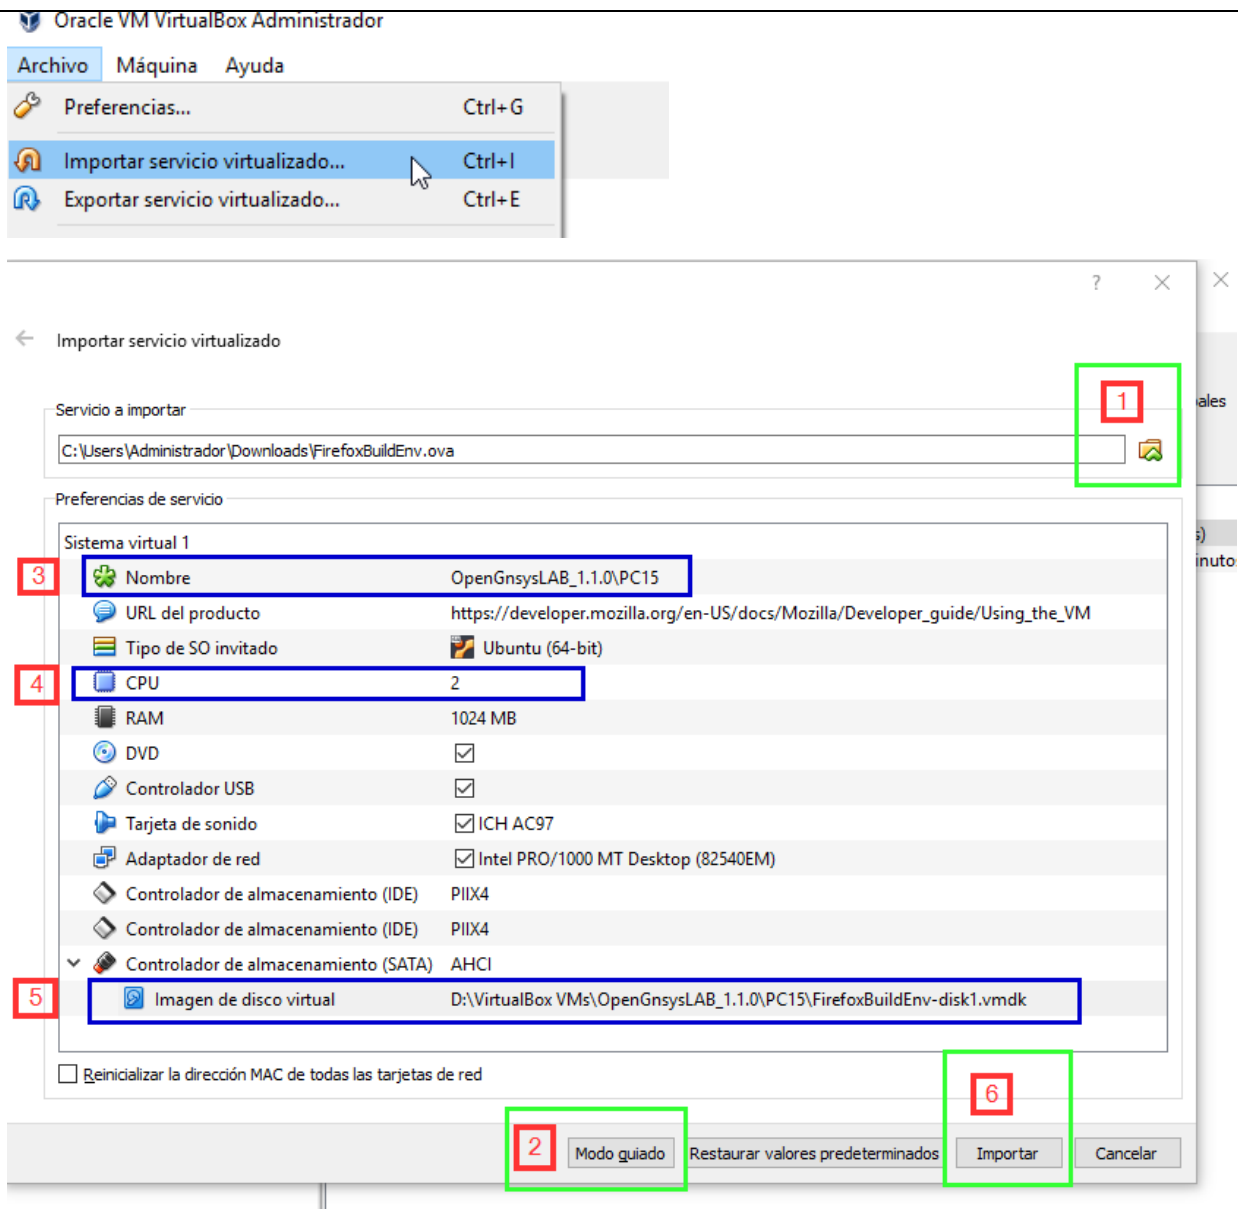 Oracle VM VirtualBox Administrador
Archivo Máquina Ayuda
Preferencias... Ctrl+G
Importar servicio virtualizado... Ctrl+I
Exportar servicio virtualizado... Ctrl+E
?
Importar servicio virtualizado
1
Servicio a importar
C:\Users\Administrador\Downloads\FirefoxBuildEnv.ova
Preferencias de servicio
Sistema virtual 1
3 Nombre OpenGnsysLAB_1.1.0\PC15
URL del producto https://developer.mozilla.org/en-US/docs/Mozilla/Developer_guide/Using_the_VM
Tipo de SO invitado Ubuntu (64-bit)
4 CPU 2
RAM 1024 MB
DVD
Controlador USB
Tarjeta de sonido ICH AC97
Adaptador de red Intel PRO/1000 MT Desktop (82540EM)
Controlador de almacenamiento (IDE) PIIX4
Controlador de almacenamiento (IDE) PIIX4
Controlador de almacenamiento (SATA) AHCI
5 Imagen de disco virtual D:\VirtualBox VMs\OpenGnsysLAB_1.1.0\PC15\FirefoxBuildEnv-disk1.vmdk
Reinicializar la dirección MAC de todas las tarjetas de red
6
2 Modo guiado Restaurar valores predeterminados Importar Cancelar